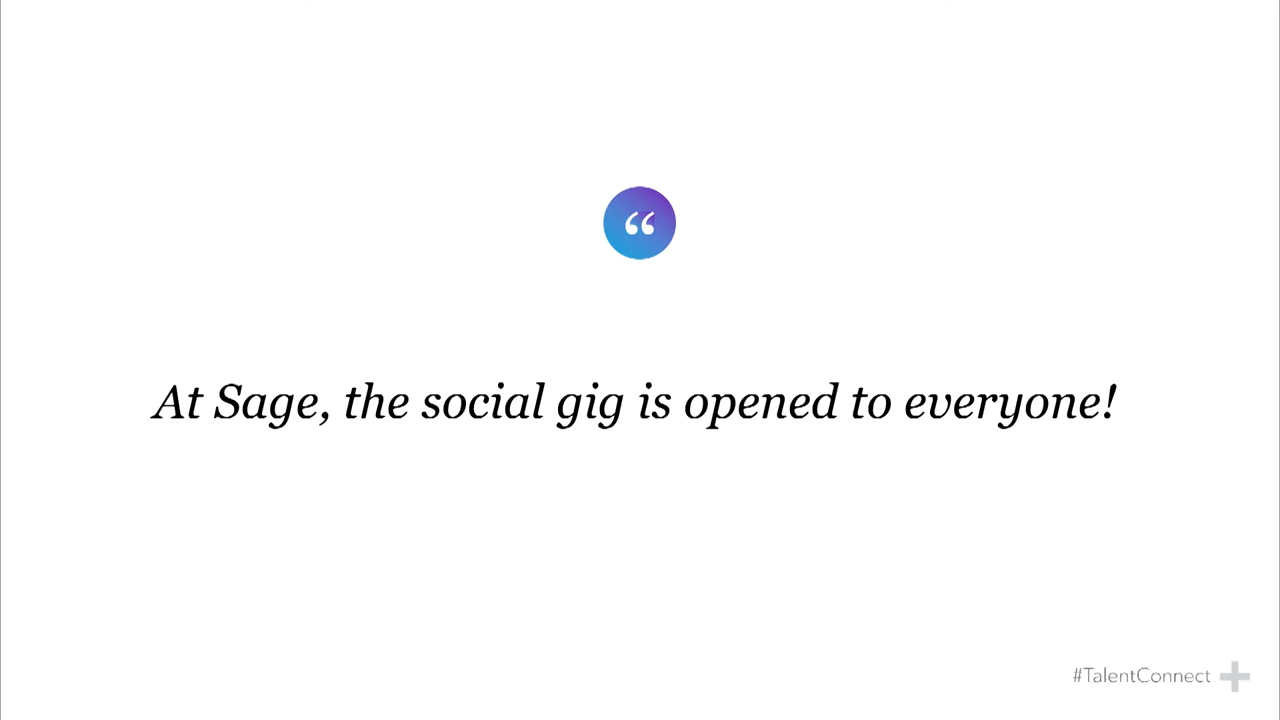 “
At Sage, the social gig is opened to everyone!
#TalentConnect